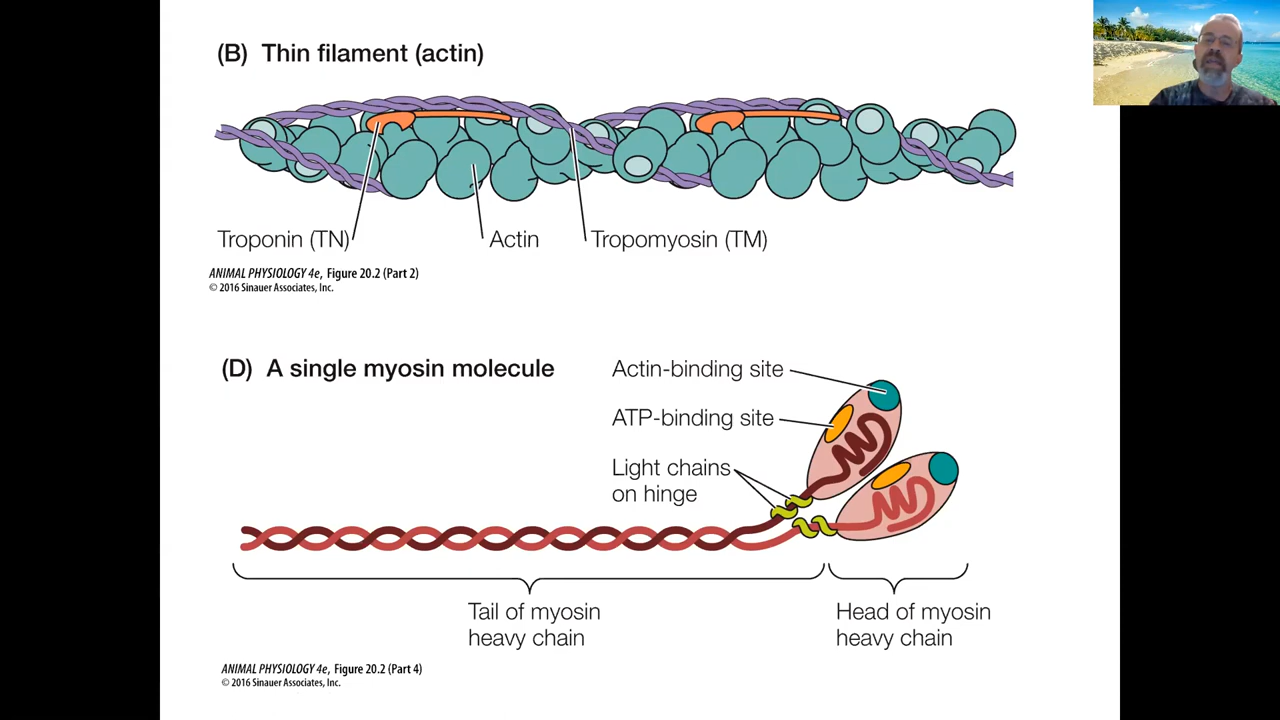 (B) Thin filament (actin)
Troponin (TN)
Actin
Tropomyosin (TM)
ANIMAL PHYSIOLOGY 4e, Figure 20.2 (Part 2)
© 2016 Sinauer Associates, Inc.
(D) A single myosin molecule
Actin-binding site
ATP-binding site
Light chains
on hinge
Tail of myosin
heavy chain
Head of myosin
heavy chain
ANIMAL PHYSIOLOGY 4e, Figure 20.2 (Part 4)
© 2016 Sinauer Associates, Inc.